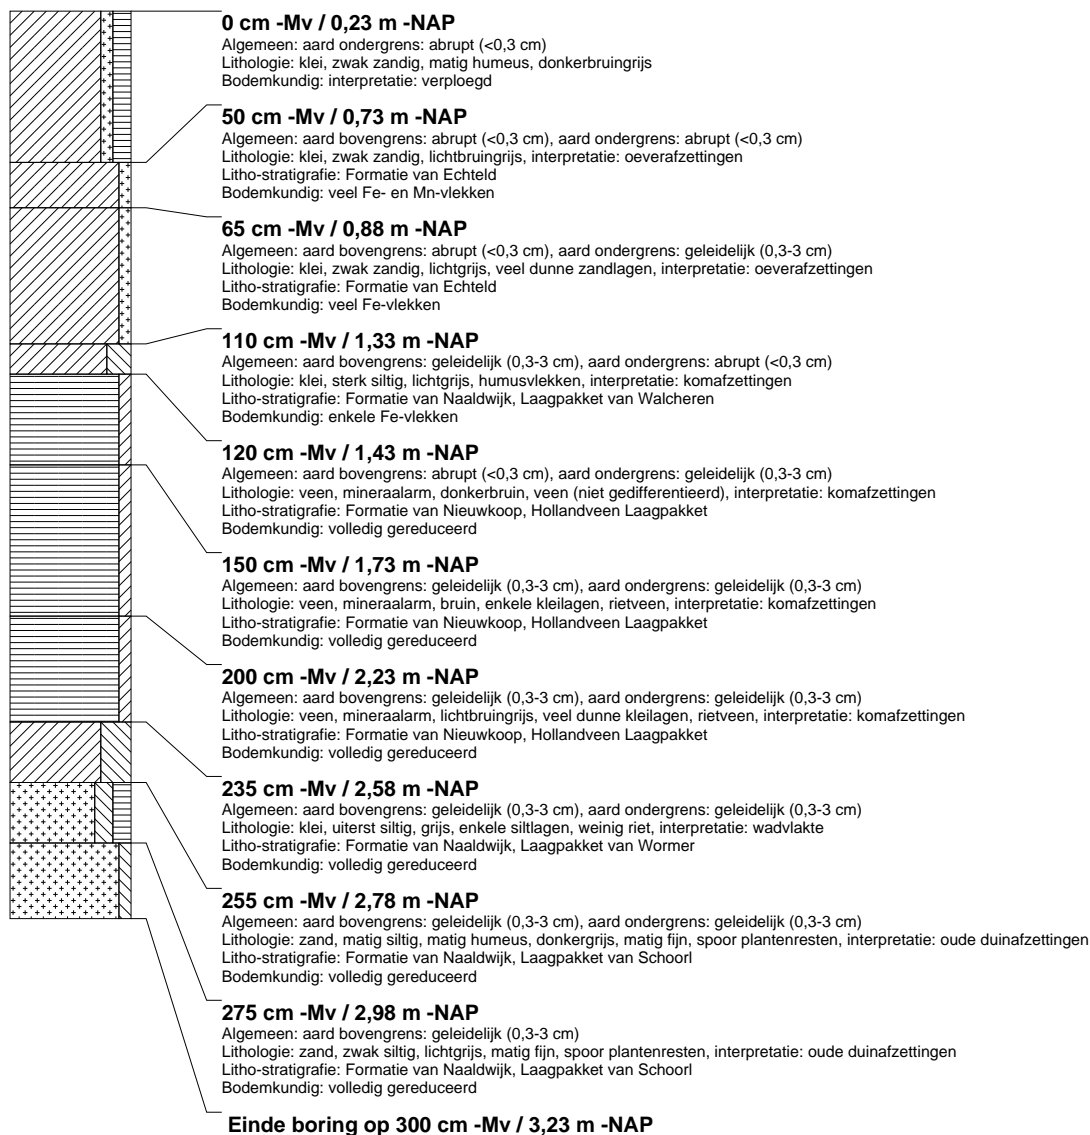 0 cm -Mv / 0,23 m -NAP
Algemeen: aard ondergrens: abrupt (<0,3 cm)
Lithologie: klei, zwak zandig, matig humeus, donkerbruingrijs
Bodemkundig: interpretatie: verploegd
50 cm -Mv / 0,73 m -NAP
Algemeen: aard bovengrens: abrupt (<0,3 cm), aard ondergrens: abrupt (<0,3 cm)
Lithologie: klei, zwak zandig, lichtbruingrijs, interpretatie: oeverafzettingen
Litho-stratigrafie: Formatie van Echteld
Bodemkundig: veel Fe- en Mn-vlekken
65 cm -Mv / 0,88 m -NAP
Algemeen: aard bovengrens: abrupt (<0,3 cm), aard ondergrens: geleidelijk (0,3-3 cm)
Lithologie: klei, zwak zandig, lichtgrijs, veel dunne zandlagen, interpretatie: oeverafzettingen
Litho-stratigrafie: Formatie van Echteld
Bodemkundig: veel Fe-vlekken
110 cm -Mv / 1,33 m -NAP
Algemeen: aard bovengrens: geleidelijk (0,3-3 cm), aard ondergrens: abrupt (<0,3 cm)
Lithologie: klei, sterk siltig, lichtgrijs, humusvlekken, interpretatie: komafzettingen
Litho-stratigrafie: Formatie van Naaldwijk, Laagpakket van Walcheren
Bodemkundig: enkele Fe-vlekken
120 cm -Mv / 1,43 m -NAP
Algemeen: aard bovengrens: abrupt (<0,3 cm), aard ondergrens: geleidelijk (0,3-3 cm)
Lithologie: veen, mineraalarm, donkerbruin, veen (niet gedifferentieerd), interpretatie: komafzettingen
Litho-stratigrafie: Formatie van Nieuwkoop, Hollandveen Laagpakket
Bodemkundig: volledig gereduceerd
150 cm -Mv / 1,73 m -NAP
Algemeen: aard bovengrens: geleidelijk (0,3-3 cm), aard ondergrens: geleidelijk (0,3-3 cm)
Lithologie: veen, mineraalarm, bruin, enkele kleilagen, rietveen, interpretatie: komafzettingen
Litho-stratigrafie: Formatie van Nieuwkoop, Hollandveen Laagpakket
Bodemkundig: volledig gereduceerd
200 cm -Mv / 2,23 m -NAP
Algemeen: aard bovengrens: geleidelijk (0,3-3 cm), aard ondergrens: geleidelijk (0,3-3 cm)
Lithologie: veen, mineraalarm, lichtbruingrijs, veel dunne kleilagen, rietveen, interpretatie: komafzettingen
Litho-stratigrafie: Formatie van Nieuwkoop, Hollandveen Laagpakket
Bodemkundig: volledig gereduceerd
235 cm -Mv / 2,58 m -NAP
Algemeen: aard bovengrens: geleidelijk (0,3-3 cm), aard ondergrens: geleidelijk (0,3-3 cm)
Lithologie: klei, uiterst siltig, grijs, enkele siltlagen, weinig riet, interpretatie: wadvlakte
Litho-stratigrafie: Formatie van Naaldwijk, Laagpakket van Wormer
Bodemkundig: volledig gereduceerd
255 cm -Mv / 2,78 m -NAP
Algemeen: aard bovengrens: geleidelijk (0,3-3 cm), aard ondergrens: geleidelijk (0,3-3 cm)
Lithologie: zand, matig siltig, matig humeus, donkergrijs, matig fijn, spoor plantenresten, interpretatie: oude duinafzettingen
Litho-stratigrafie: Formatie van Naaldwijk, Laagpakket van Schoorl
Bodemkundig: volledig gereduceerd
275 cm -Mv / 2,98 m -NAP
Algemeen: aard bovengrens: geleidelijk (0,3-3 cm)
Lithologie: zand, zwak siltig, lichtgrijs, matig fijn, spoor plantenresten, interpretatie: oude duinafzettingen
Litho-stratigrafie: Formatie van Naaldwijk, Laagpakket van Schoorl
Bodemkundig: volledig gereduceerd
Einde boring op 300 cm -Mv / 3,23 m -NAP